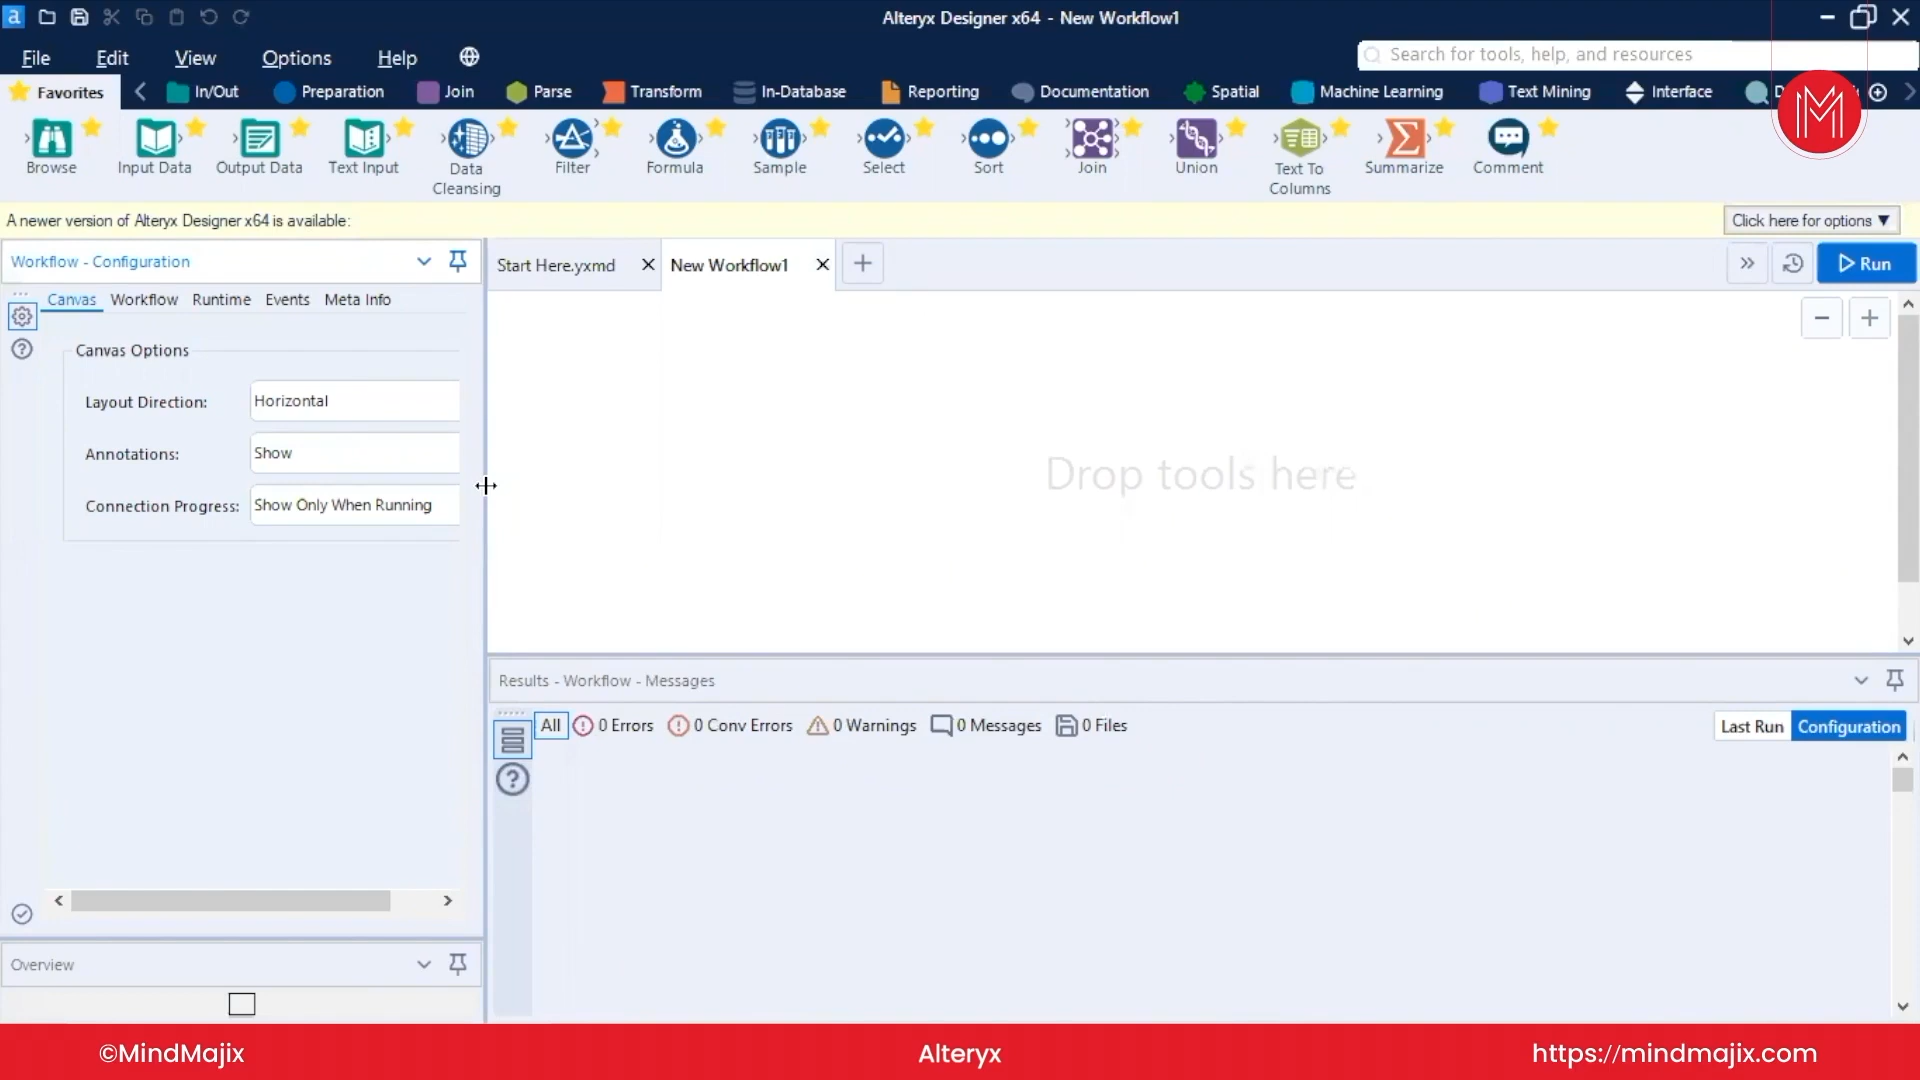 Alteryx Designer x64 - New Workflow1
File Edit View Options Help
Search for tools, help, and resources
Favorites In/Out Preparation Join Parse Transform In-Database Reporting Documentation Spatial Machine Learning Text Mining Interface
Browse Input Data Output Data Text Input Data Cleansing Filter Formula Sample Select Sort Join Union Text To Columns Summarize Comment
A newer version of Alteryx Designer x64 is available:
Click here for options ▼
Workflow - Configuration
Start Here.yxmd
New Workflow1
Run
Canvas Workflow Runtime Events Meta Info
Canvas Options
Layout Direction: Horizontal
Annotations: Show
Connection Progress: Show Only When Running
Drop tools here
Results - Workflow - Messages
All 0 Errors 0 Conv Errors 0 Warnings 0 Messages 0 Files
Last Run Configuration
Overview
©MindMajix
Alteryx
https://mindmajix.com